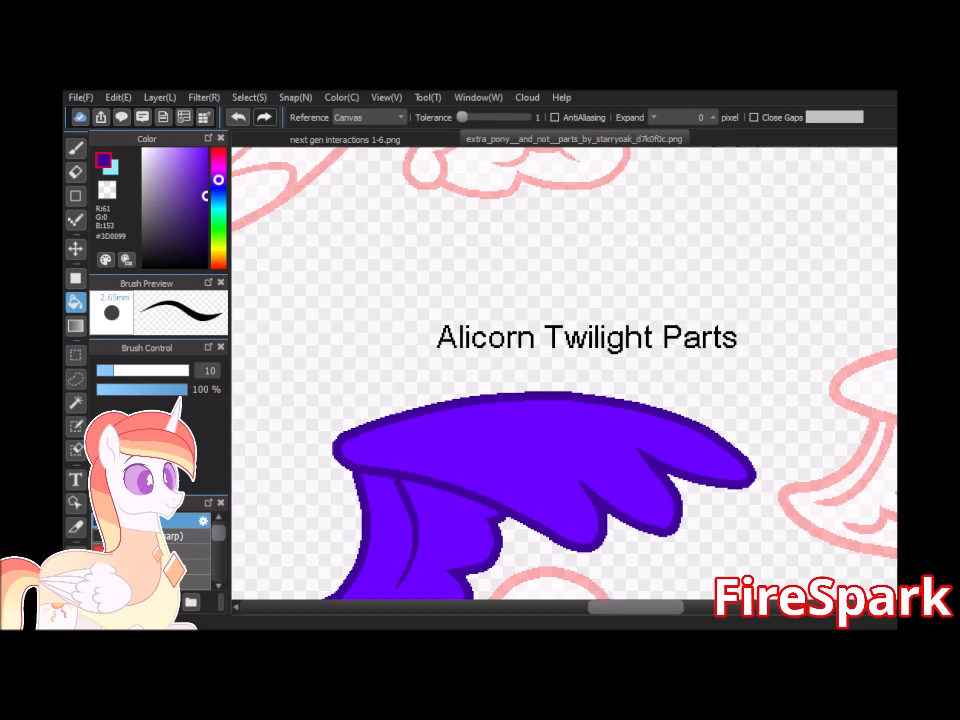 File(F) Edit(E) Layer(L) Filter(R) Select(S) Snap(N) Color(C) View(V) Tool(T) Window(W) Cloud Help
Reference Canvas Tolerance 1 AntiAliasing Expand 0 pixel Close Gaps
Color
next gen interactions 1-6.png extra_pony__and_not__parts_by_starryoak_d7k0f0c.png
R:61
G:0
B:153
#3D0099
Brush Preview
2.65mm
Brush Control
10
100 %
Alicorn Twilight Parts
T
arp)
FireSpark